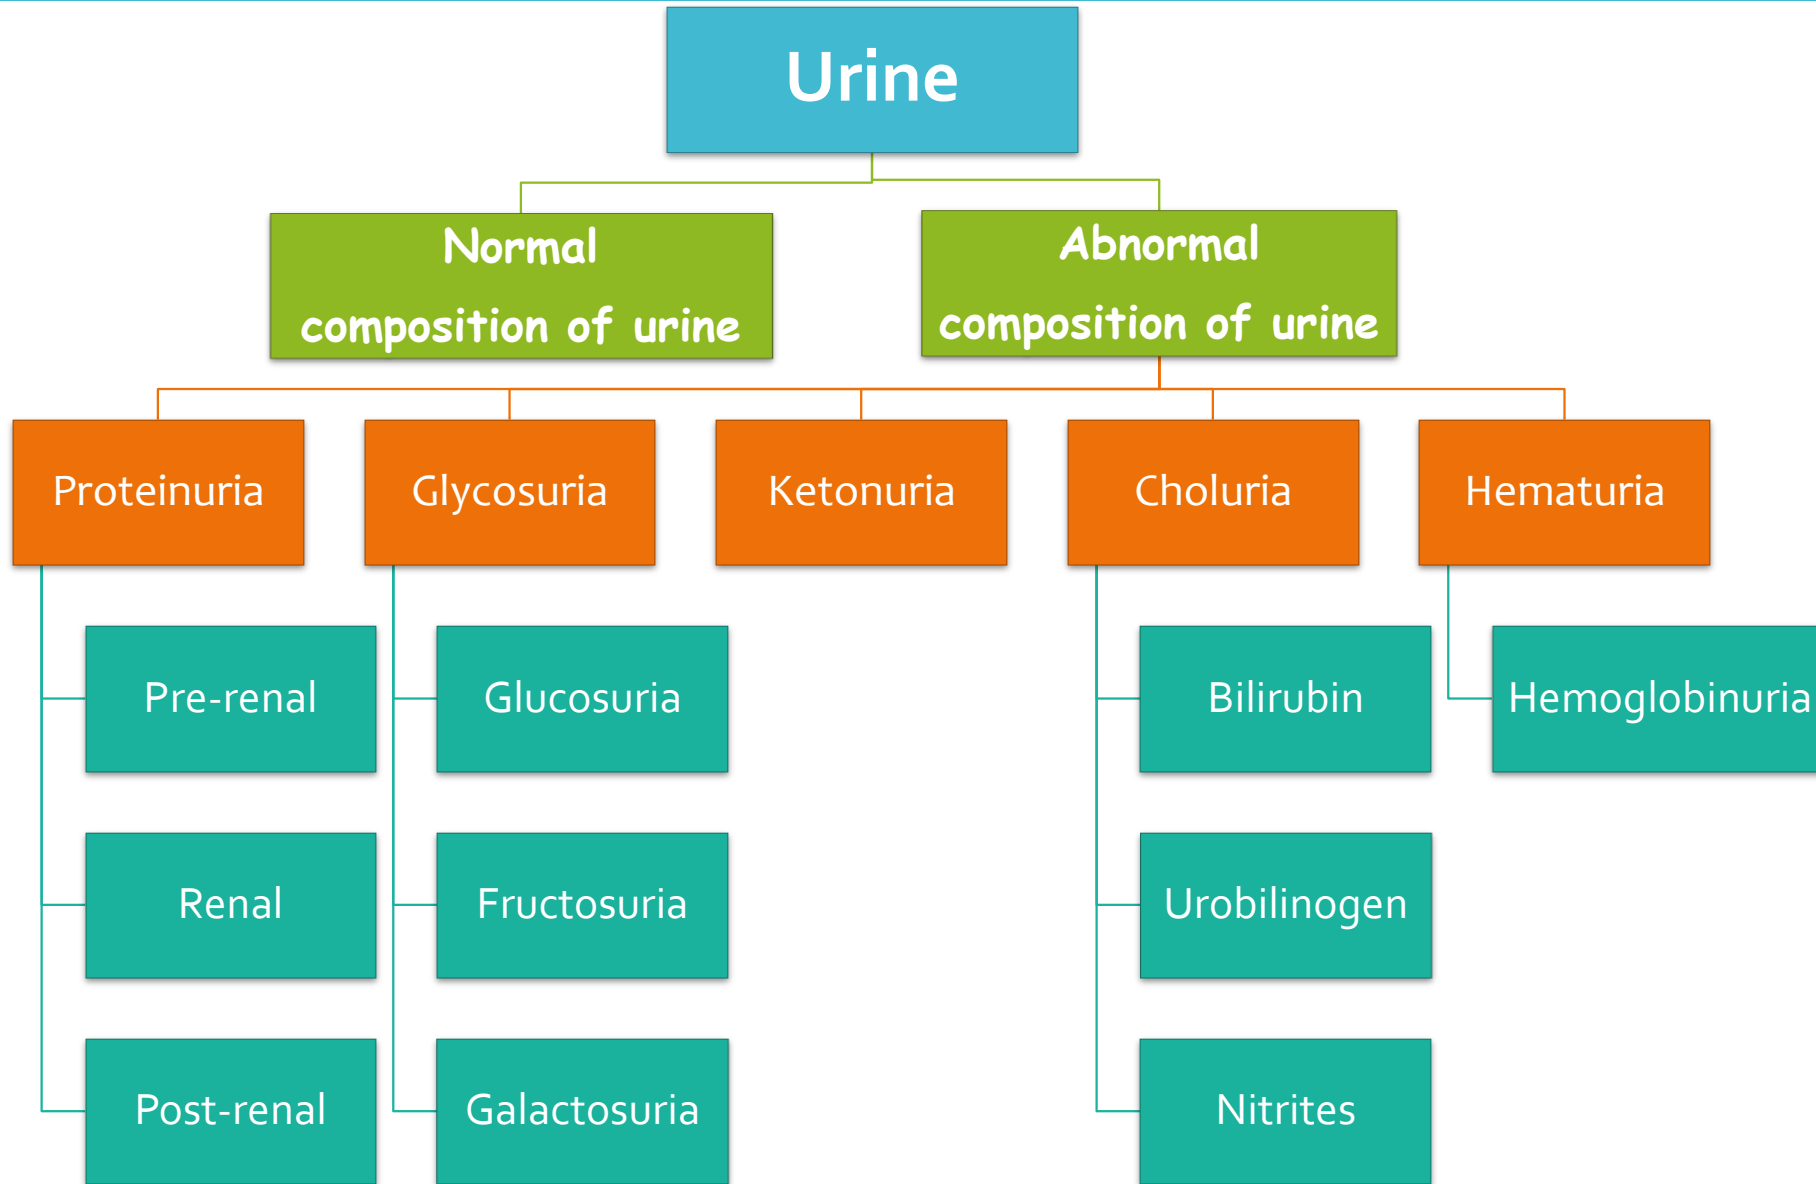 Urine
Normal
composition of urine
Abnormal
composition of urine
Proteinuria
Glycosuria
Ketonuria
Choluria
Hematuria
Pre-renal
Glucosuria
Bilirubin
Hemoglobinuria
Renal
Fructosuria
Urobilinogen
Post-renal
Galactosuria
Nitrites